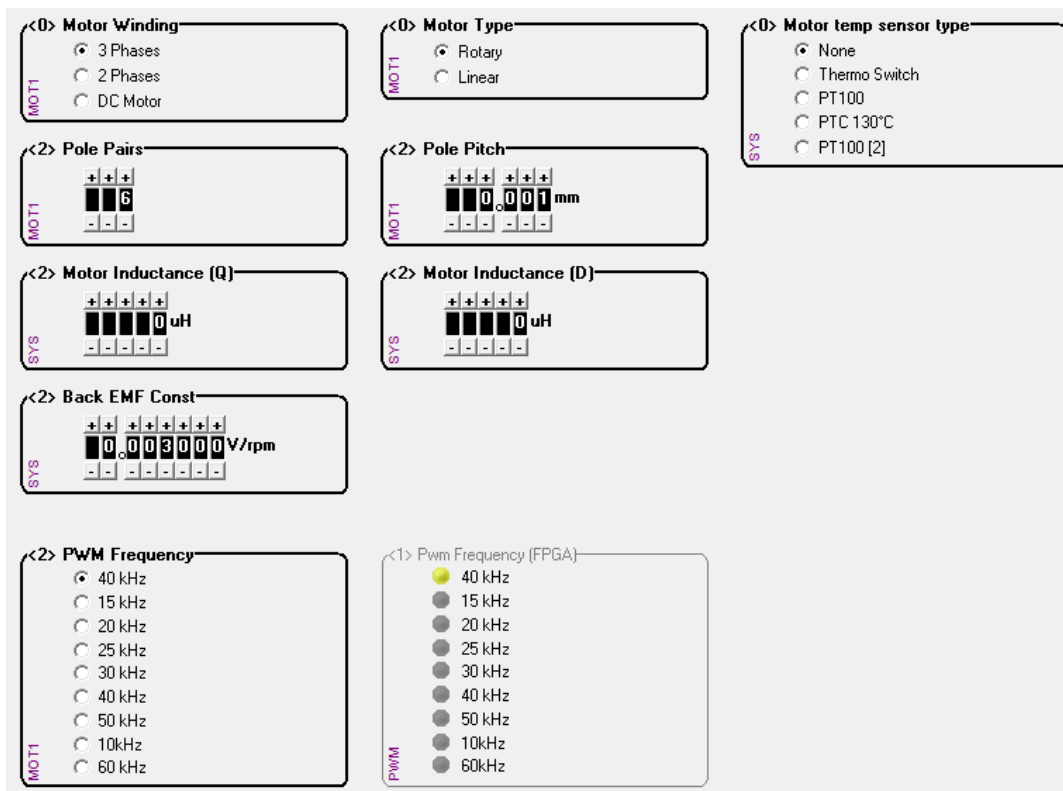 <0> Motor Winding
3 Phases
2 Phases
DC Motor
MOT1
<0> Motor Type
Rotary
Linear
MOT1
<0> Motor temp sensor type
None
Thermo Switch
PT100
PTC 130°C
PT100 [2]
SYS
<2> Pole Pairs
+ + +
6
- - -
MOT1
<2> Pole Pitch
+ + + + + +
0.001 mm
- - - - - -
MOT1
<2> Motor Inductance (Q)
+ + + + +
0 uH
- - - - -
SYS
<2> Motor Inductance (D)
+ + + + +
0 uH
- - - - -
SYS
<2> Back EMF Const
+ + + + + + + +
0.003000 V/rpm
- - - - - - - -
SYS
<2> PWM Frequency
40 kHz
15 kHz
20 kHz
25 kHz
30 kHz
40 kHz
50 kHz
10kHz
60 kHz
MOT1
<1> Pwm Frequency (FPGA)
40 kHz
15 kHz
20 kHz
25 kHz
30 kHz
40 kHz
50 kHz
10kHz
60kHz
PWM